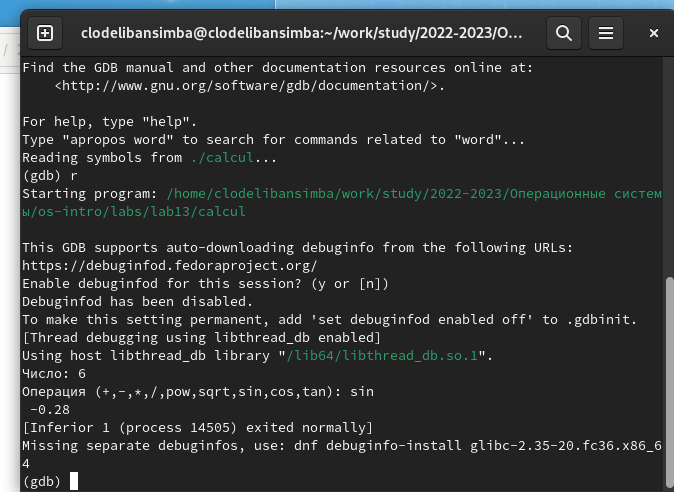 clodelibansimba@clodelibansimba:~/work/study/2022-2023/О...
Find the GDB manual and other documentation resources online at:
<http://www.gnu.org/software/gdb/documentation/>.
For help, type "help".
Type "apropos word" to search for commands related to "word"...
Reading symbols from ./calcul...
(gdb) r
Starting program: /home/clodelibansimba/work/study/2022-2023/Операционные систем
ы/os-intro/labs/lab13/calcul
This GDB supports auto-downloading debuginfo from the following URLs:
https://debuginfod.fedoraproject.org/
Enable debuginfod for this session? (y or [n])
Debuginfod has been disabled.
To make this setting permanent, add 'set debuginfod enabled off' to .gdbinit.
[Thread debugging using libthread_db enabled]
Using host libthread_db library "/lib64/libthread_db.so.1".
Число: 6
Операция (+,-,*,/,pow,sqrt,sin,cos,tan): sin
-0.28
[Inferior 1 (process 14505) exited normally]
Missing separate debuginfos, use: dnf debuginfo-install glibc-2.35-20.fc36.x86_6
4
(gdb)